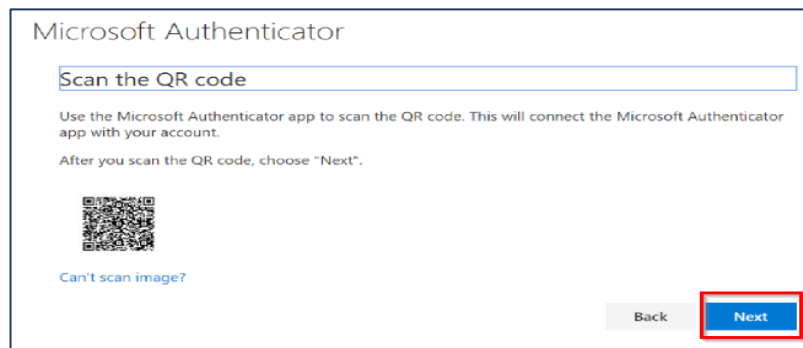 Microsoft Authenticator
Scan the QR code
Use the Microsoft Authenticator app to scan the QR code. This will connect the Microsoft Authenticator
app with your account.
After you scan the QR code, choose "Next".
Can't scan image?
Back
Next